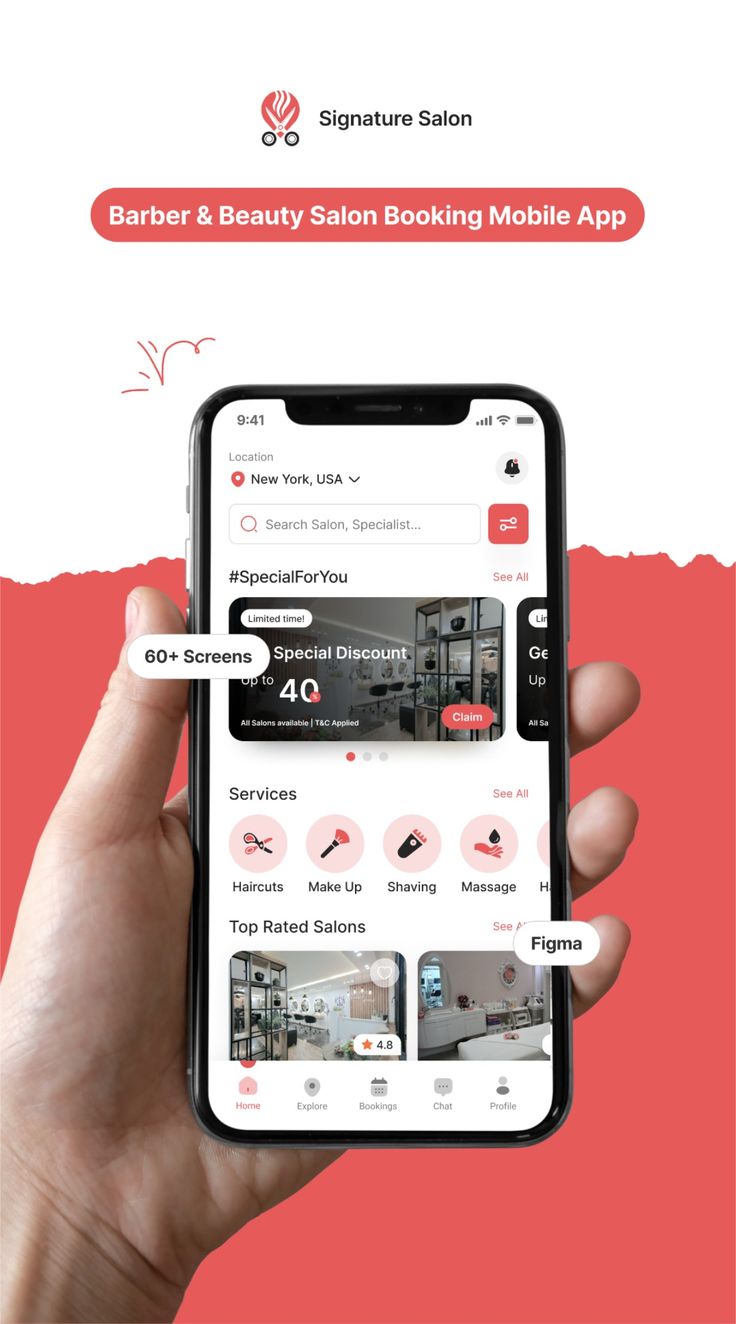 Signature Salon
Barber & Beauty Salon Booking Mobile App
9:41
Location
New York, USA
Search Salon, Specialist...
#SpecialForYou
See All
Limited time!
60+ Screens
Special Discount
Ge
Up to
40%
Up
All Salons available | T&C Applied
Claim
All Sa
Services
See All
Haircuts
Make Up
Shaving
Massage
Top Rated Salons
See
Figma
4.8
Home
Explore
Bookings
Chat
Profile